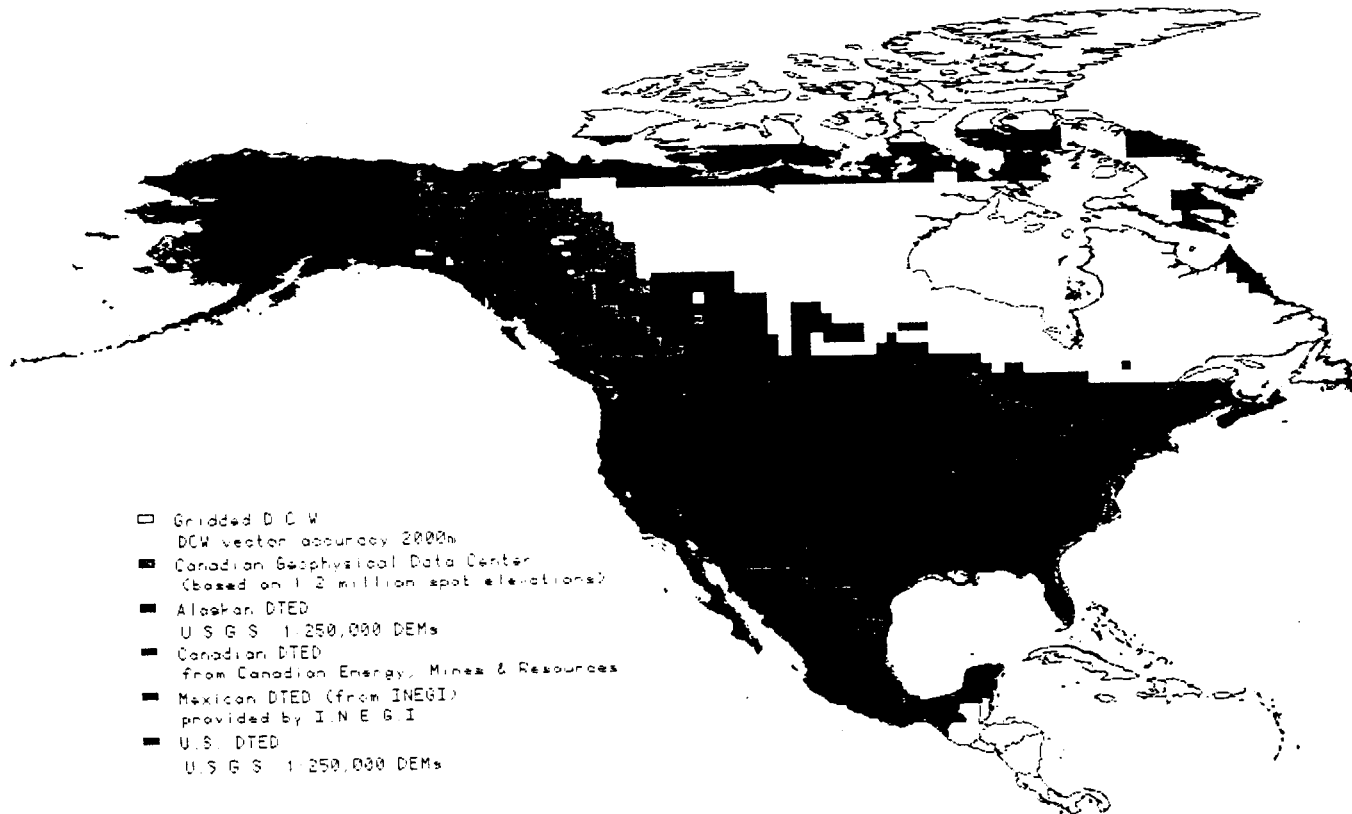 Gridded D C W
DCW vector accuracy 2000m
Canadian Geophysical Data Center
(based on 1 2 million spot elevations)
Alaskan DTED
U S G S 1:250,000 DEMs
Canadian DTED
from Canadian Energy, Mines & Resources
Mexican DTED (from INEGI)
provided by I.N E G.I
U.S. DTED
U.S G S 1:250,000 DEMs